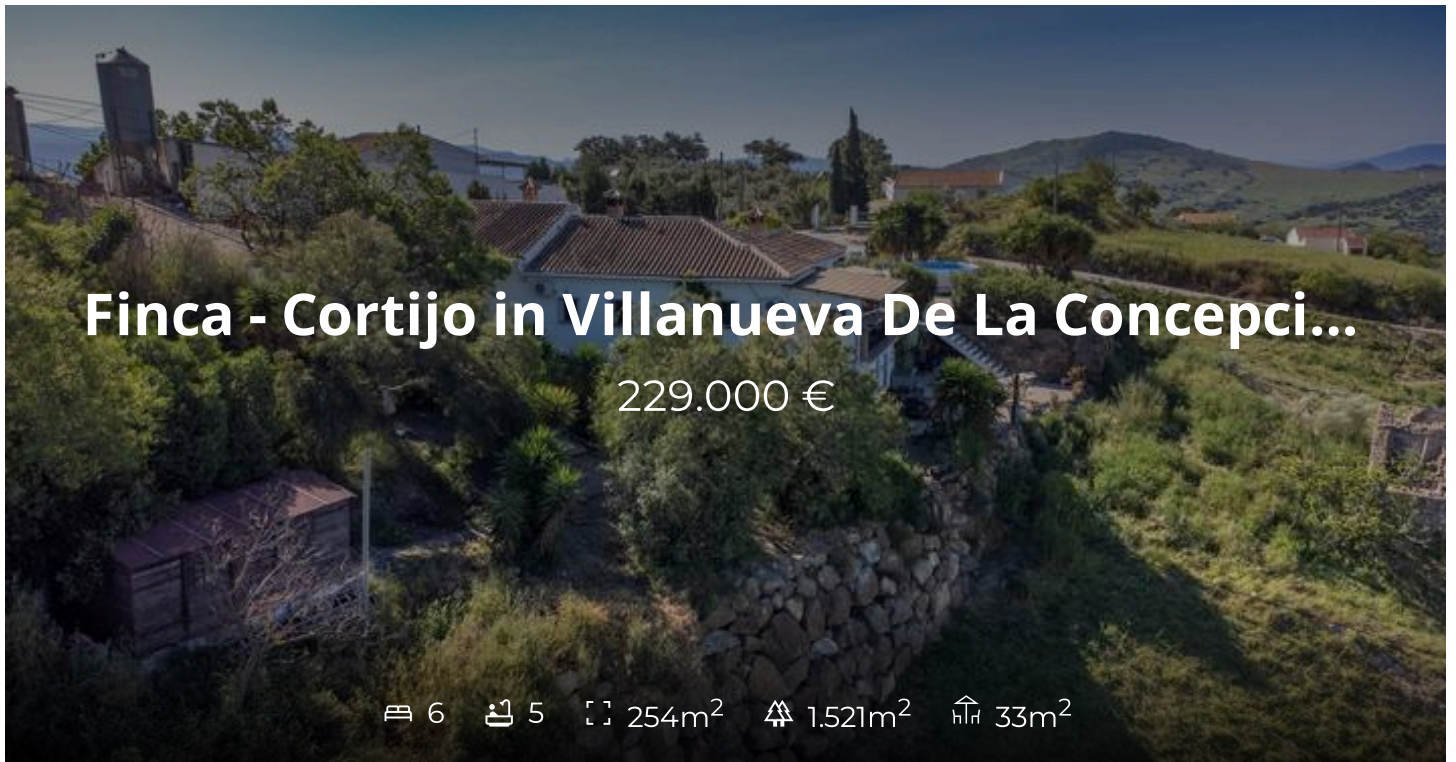 Finca - Cortijo in Villanueva De La Concepci...
229.000 €
6 5 254m² 1.521m² 33m²